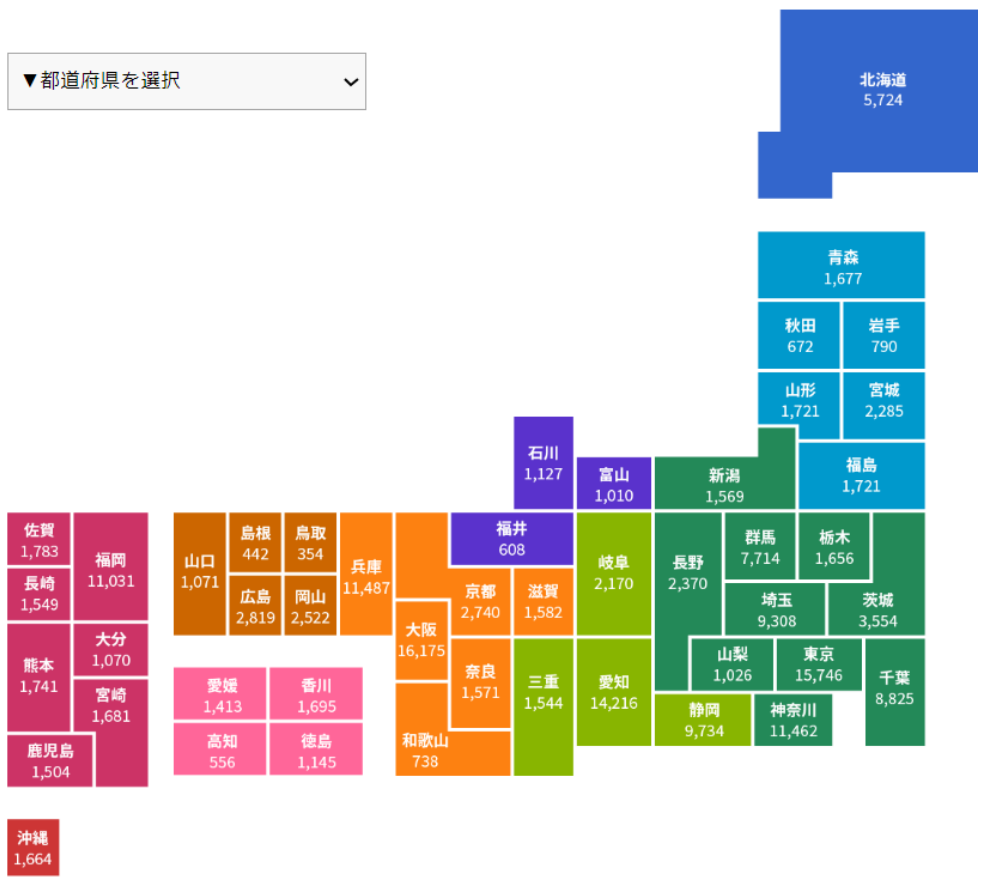 ▼都道府県を選択
北海道
5,724
青森
1,677
秋田
672
岩手
790
山形
1,721
宮城
2,285
福島
1,721
石川
1,127
富山
1,010
新潟
1,569
福井
608
佐賀
1,783
福岡
11,031
長崎
1,549
大分
1,070
熊本
1,741
宮崎
1,681
鹿児島
1,504
沖縄
1,664
山口
1,071
島根
442
鳥取
354
広島
2,819
岡山
2,522
兵庫
11,487
愛媛
1,413
香川
1,695
高知
556
徳島
1,145
大阪
16,175
京都
2,740
滋賀
1,582
奈良
1,571
和歌山
738
三重
1,544
岐阜
2,170
愛知
14,216
静岡
9,734
長野
2,370
群馬
7,714
栃木
1,656
埼玉
9,308
茨城
3,554
山梨
1,026
東京
15,746
千葉
8,825
神奈川
11,462